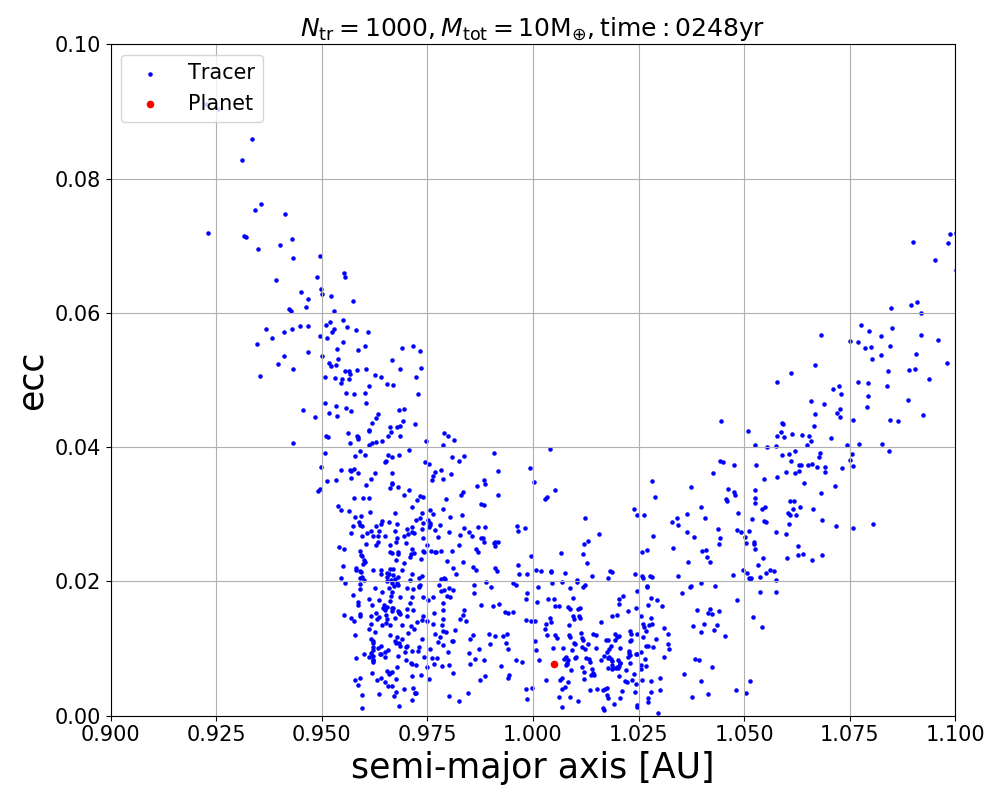 N_tr = 1000, M_tot = 10M_⊕, time : 0248yr
Tracer
Planet
0.10
0.08
0.06
0.04
0.02
0.00
ecc
0.900 0.925 0.950 0.975 1.000 1.025 1.050 1.075 1.100
semi-major axis [AU]